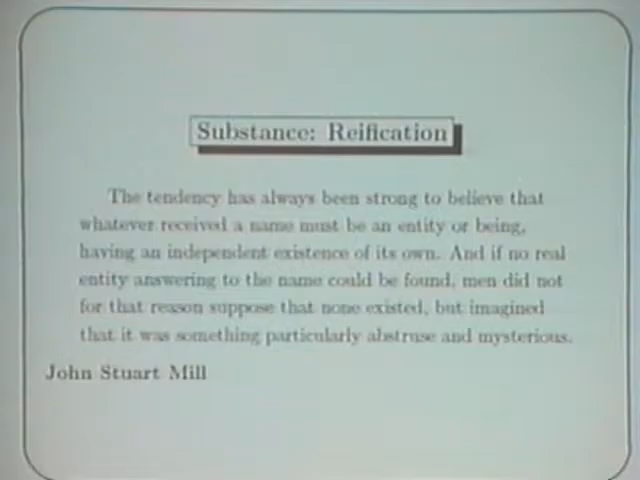 Substance: Reification
The tendency has always been strong to believe that
whatever received a name must be an entity or being,
having an independent existence of its own. And if no real
entity answering to the name could be found, men did not
for that reason suppose that none existed, but imagined
that it was something particularly abstruse and mysterious.
John Stuart Mill